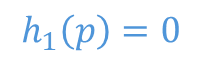 h₁(p) = 0